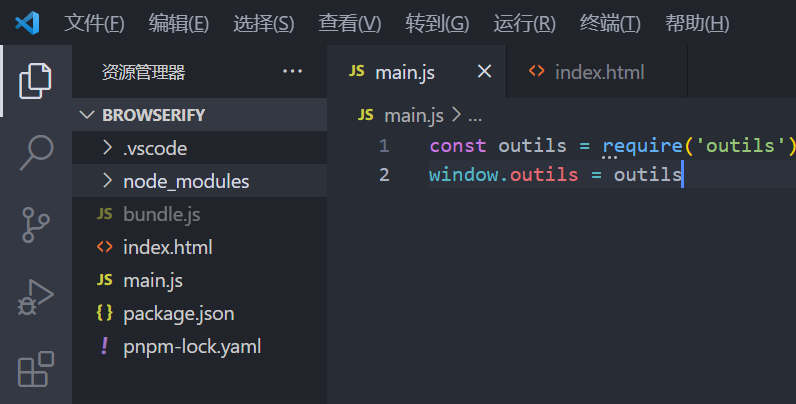 文件(F) 编辑(E) 选择(S) 查看(V) 转到(G) 运行(R) 终端(T) 帮助(H)
资源管理器 ...
BROWSERIFY
.vscode
node_modules
JS bundle.js
<> index.html
JS main.js
{} package.json
! pnpm-lock.yaml
JS main.js × <> index.html
JS main.js > ...
1 const outils = require('outils')
2 window.outils = outils